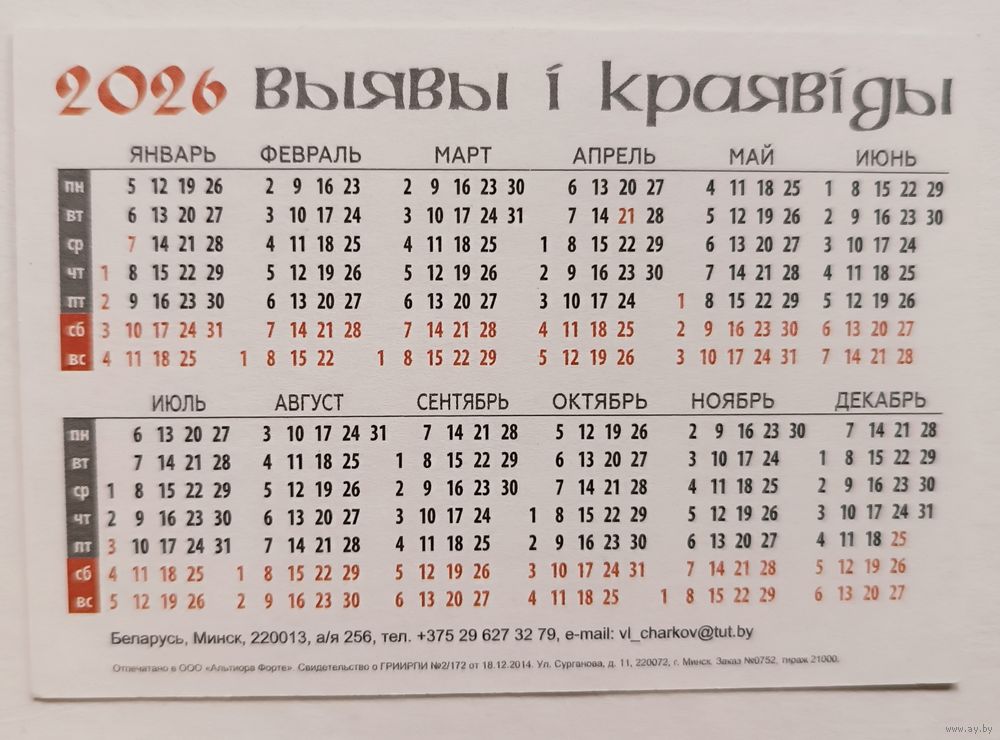 2026 выявы і краявіды
ЯНВАРЬ ФЕВРАЛЬ МАРТ АПРЕЛЬ МАЙ ИЮНЬ
пн 5 12 19 26 2 9 16 23 2 9 16 23 30 6 13 20 27 4 11 18 25 1 8 15 22 29
вт 6 13 20 27 3 10 17 24 3 10 17 24 31 7 14 21 28 5 12 19 26 2 9 16 23 30
ср 7 14 21 28 4 11 18 25 4 11 18 25 1 8 15 22 29 6 13 20 27 3 10 17 24
чт 1 8 15 22 29 5 12 19 26 5 12 19 26 2 9 16 23 30 7 14 21 28 4 11 18 25
пт 2 9 16 23 30 6 13 20 27 6 13 20 27 3 10 17 24 1 8 15 22 29 5 12 19 26
сб 3 10 17 24 31 7 14 21 28 7 14 21 28 4 11 18 25 2 9 16 23 30 6 13 20 27
вс 4 11 18 25 1 8 15 22 1 8 15 22 29 5 12 19 26 3 10 17 24 31 7 14 21 28
ИЮЛЬ АВГУСТ СЕНТЯБРЬ ОКТЯБРЬ НОЯБРЬ ДЕКАБРЬ
пн 6 13 20 27 3 10 17 24 31 7 14 21 28 5 12 19 26 2 9 16 23 30 7 14 21 28
вт 7 14 21 28 4 11 18 25 1 8 15 22 29 6 13 20 27 3 10 17 24 1 8 15 22 29
ср 1 8 15 22 29 5 12 19 26 2 9 16 23 30 7 14 21 28 4 11 18 25 2 9 16 23 30
чт 2 9 16 23 30 6 13 20 27 3 10 17 24 1 8 15 22 29 5 12 19 26 3 10 17 24 31
пт 3 10 17 24 31 7 14 21 28 4 11 18 25 2 9 16 23 30 6 13 20 27 4 11 18 25
сб 4 11 18 25 1 8 15 22 29 5 12 19 26 3 10 17 24 31 7 14 21 28 5 12 19 26
вс 5 12 19 26 2 9 16 23 30 6 13 20 27 4 11 18 25 1 8 15 22 29 6 13 20 27
Беларусь, Минск, 220013, а/я 256, тел. +375 29 627 32 79, e-mail: vl_charkov@tut.by
Отпечатано в ООО «Альтиора Форте». Свидетельство о ГРИИРПИ №2/172 от 18.12.2014. Ул. Сурганова, д. 11, 220072, г. Минск. Заказ №0752, тираж 21000.
www.ay.by